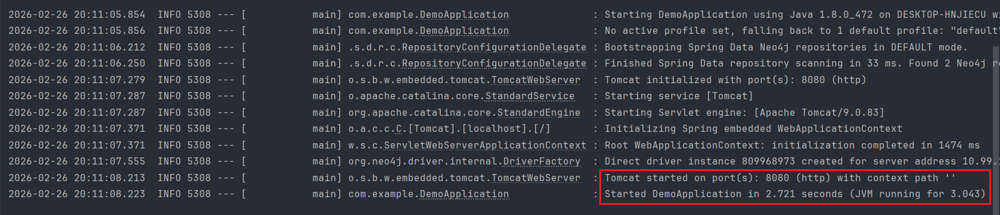 2026-02-26 20:11:05.854  INFO 5308 --- [           main] com.example.DemoApplication              : Starting DemoApplication using Java 1.8.0_472 on DESKTOP-HNJIECU
2026-02-26 20:11:05.856  INFO 5308 --- [           main] com.example.DemoApplication              : No active profile set, falling back to 1 default profile: "default"
2026-02-26 20:11:06.212  INFO 5308 --- [           main] .s.d.r.c.RepositoryConfigurationDelegate : Bootstrapping Spring Data Neo4j repositories in DEFAULT mode.
2026-02-26 20:11:06.250  INFO 5308 --- [           main] .s.d.r.c.RepositoryConfigurationDelegate : Finished Spring Data repository scanning in 33 ms. Found 2 Neo4j
2026-02-26 20:11:07.279  INFO 5308 --- [           main] o.s.b.w.embedded.tomcat.TomcatWebServer  : Tomcat initialized with port(s): 8080 (http)
2026-02-26 20:11:07.287  INFO 5308 --- [           main] o.apache.catalina.core.StandardService   : Starting service [Tomcat]
2026-02-26 20:11:07.287  INFO 5308 --- [           main] org.apache.catalina.core.StandardEngine  : Starting Servlet engine: [Apache Tomcat/9.0.83]
2026-02-26 20:11:07.371  INFO 5308 --- [           main] o.a.c.c.C.[Tomcat].[localhost].[/]       : Initializing Spring embedded WebApplicationContext
2026-02-26 20:11:07.371  INFO 5308 --- [           main] w.s.c.ServletWebServerApplicationContext : Root WebApplicationContext: initialization completed in 1474 ms
2026-02-26 20:11:07.555  INFO 5308 --- [           main] org.neo4j.driver.internal.DriverFactory  : Direct driver instance 809968973 created for server address 10.99.
2026-02-26 20:11:08.213  INFO 5308 --- [           main] o.s.b.w.embedded.tomcat.TomcatWebServer  : Tomcat started on port(s): 8080 (http) with context path ''
2026-02-26 20:11:08.223  INFO 5308 --- [           main] com.example.DemoApplication              : Started DemoApplication in 2.721 seconds (JVM running for 3.043)